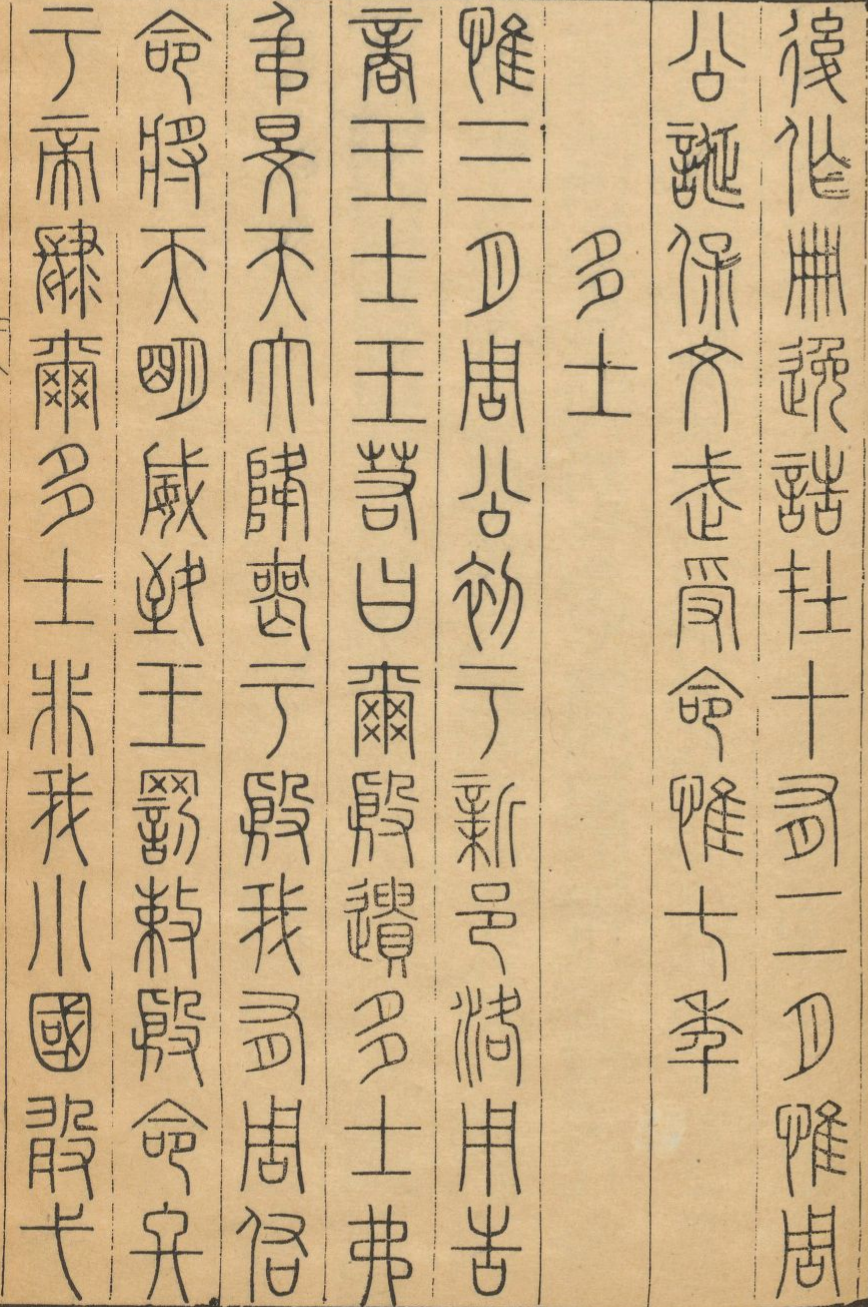 後作冊逸誥在十有二月惟周
公誕保文武受命惟七年
多士
惟三月周公初于新邑洛用告
商王士王若曰爾殷遺多士弗
弔旻天大降喪于殷我有周佑
命將天明威致王罰敕殷命終
于帝肆爾多士非我小國敢弋